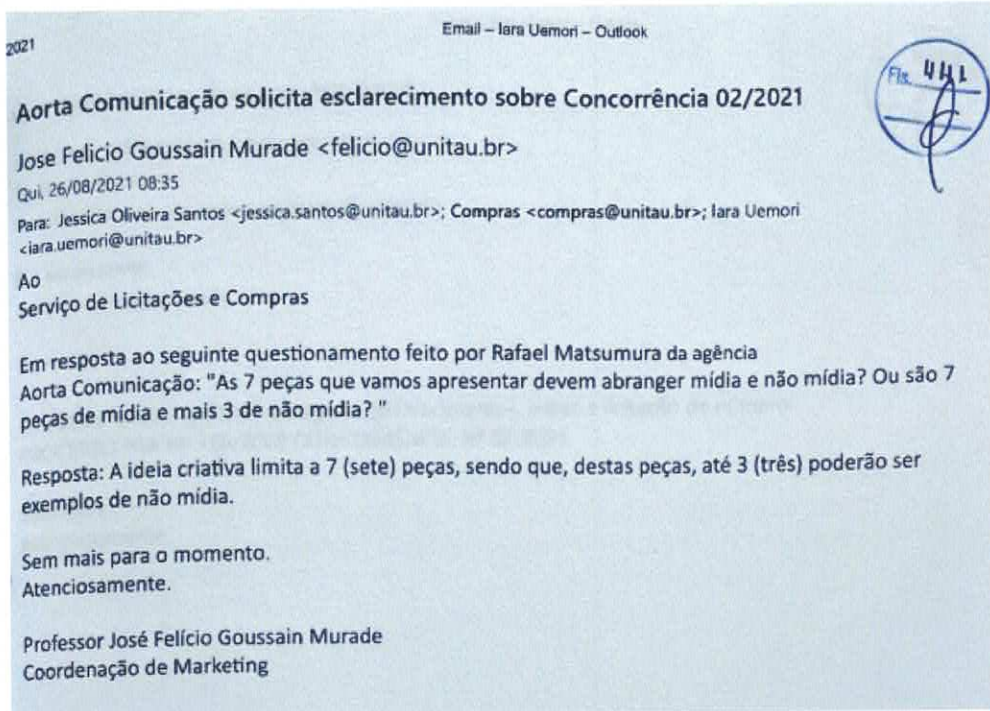 2021
Email – Iara Uemori – Outlook
Fls. 441
Aorta Comunicação solicita esclarecimento sobre Concorrência 02/2021
Jose Felicio Goussain Murade <felicio@unitau.br>
Qui, 26/08/2021 08:35
Para: Jessica Oliveira Santos <jessica.santos@unitau.br>; Compras <compras@unitau.br>; Iara Uemori
<iara.uemori@unitau.br>
Ao
Serviço de Licitações e Compras
Em resposta ao seguinte questionamento feito por Rafael Matsumura da agência
Aorta Comunicação: "As 7 peças que vamos apresentar devem abranger mídia e não mídia? Ou são 7
peças de mídia e mais 3 de não mídia? "
Resposta: A ideia criativa limita a 7 (sete) peças, sendo que, destas peças, até 3 (três) poderão ser
exemplos de não mídia.
Sem mais para o momento.
Atenciosamente.
Professor José Felício Goussain Murade
Coordenação de Marketing